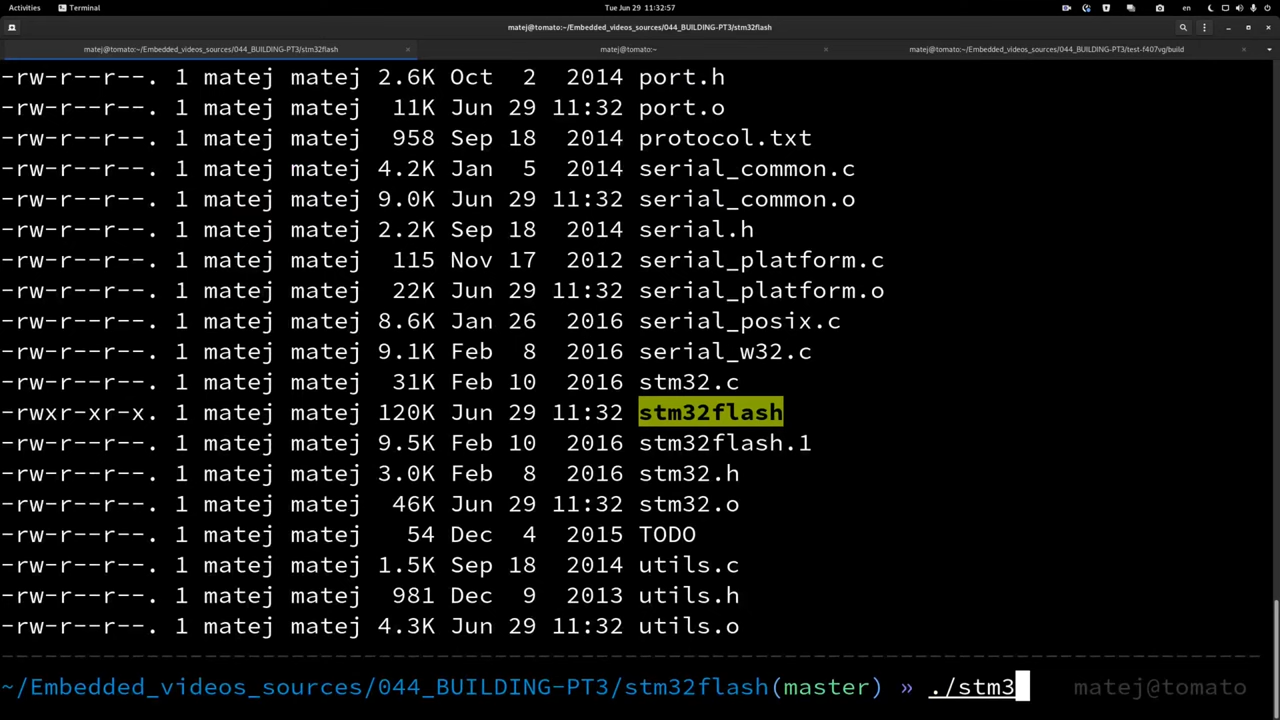 Activities Terminal Tue Jun 29 11:32:57 en
matej@tomato:~/Embedded_videos_sources/044_BUILDING-PT3/stm32flash
matej@tomato:~/Embedded_videos_sources/044_BUILDING-PT3/stm32flash × matej@tomato:~ × matej@tomato:~/Embedded_videos_sources/044_BUILDING-PT3/test-f407vg/build ×
-rw-r--r--. 1 matej matej 2.6K Oct  2  2014 port.h
-rw-r--r--. 1 matej matej  11K Jun 29 11:32 port.o
-rw-r--r--. 1 matej matej  958 Sep 18  2014 protocol.txt
-rw-r--r--. 1 matej matej 4.2K Jan  5  2014 serial_common.c
-rw-r--r--. 1 matej matej 9.0K Jun 29 11:32 serial_common.o
-rw-r--r--. 1 matej matej 2.2K Sep 18  2014 serial.h
-rw-r--r--. 1 matej matej  115 Nov 17  2012 serial_platform.c
-rw-r--r--. 1 matej matej  22K Jun 29 11:32 serial_platform.o
-rw-r--r--. 1 matej matej 8.6K Jan 26  2016 serial_posix.c
-rw-r--r--. 1 matej matej 9.1K Feb  8  2016 serial_w32.c
-rw-r--r--. 1 matej matej  31K Feb 10  2016 stm32.c
-rwxr-xr-x. 1 matej matej 120K Jun 29 11:32 stm32flash
-rw-r--r--. 1 matej matej 9.5K Feb 10  2016 stm32flash.1
-rw-r--r--. 1 matej matej 3.0K Feb  8  2016 stm32.h
-rw-r--r--. 1 matej matej  46K Jun 29 11:32 stm32.o
-rw-r--r--. 1 matej matej   54 Dec  4  2015 TODO
-rw-r--r--. 1 matej matej 1.5K Sep 18  2014 utils.c
-rw-r--r--. 1 matej matej  981 Dec  9  2013 utils.h
-rw-r--r--. 1 matej matej 4.3K Jun 29 11:32 utils.o
~/Embedded_videos_sources/044_BUILDING-PT3/stm32flash(master) » ./stm3 matej@tomato